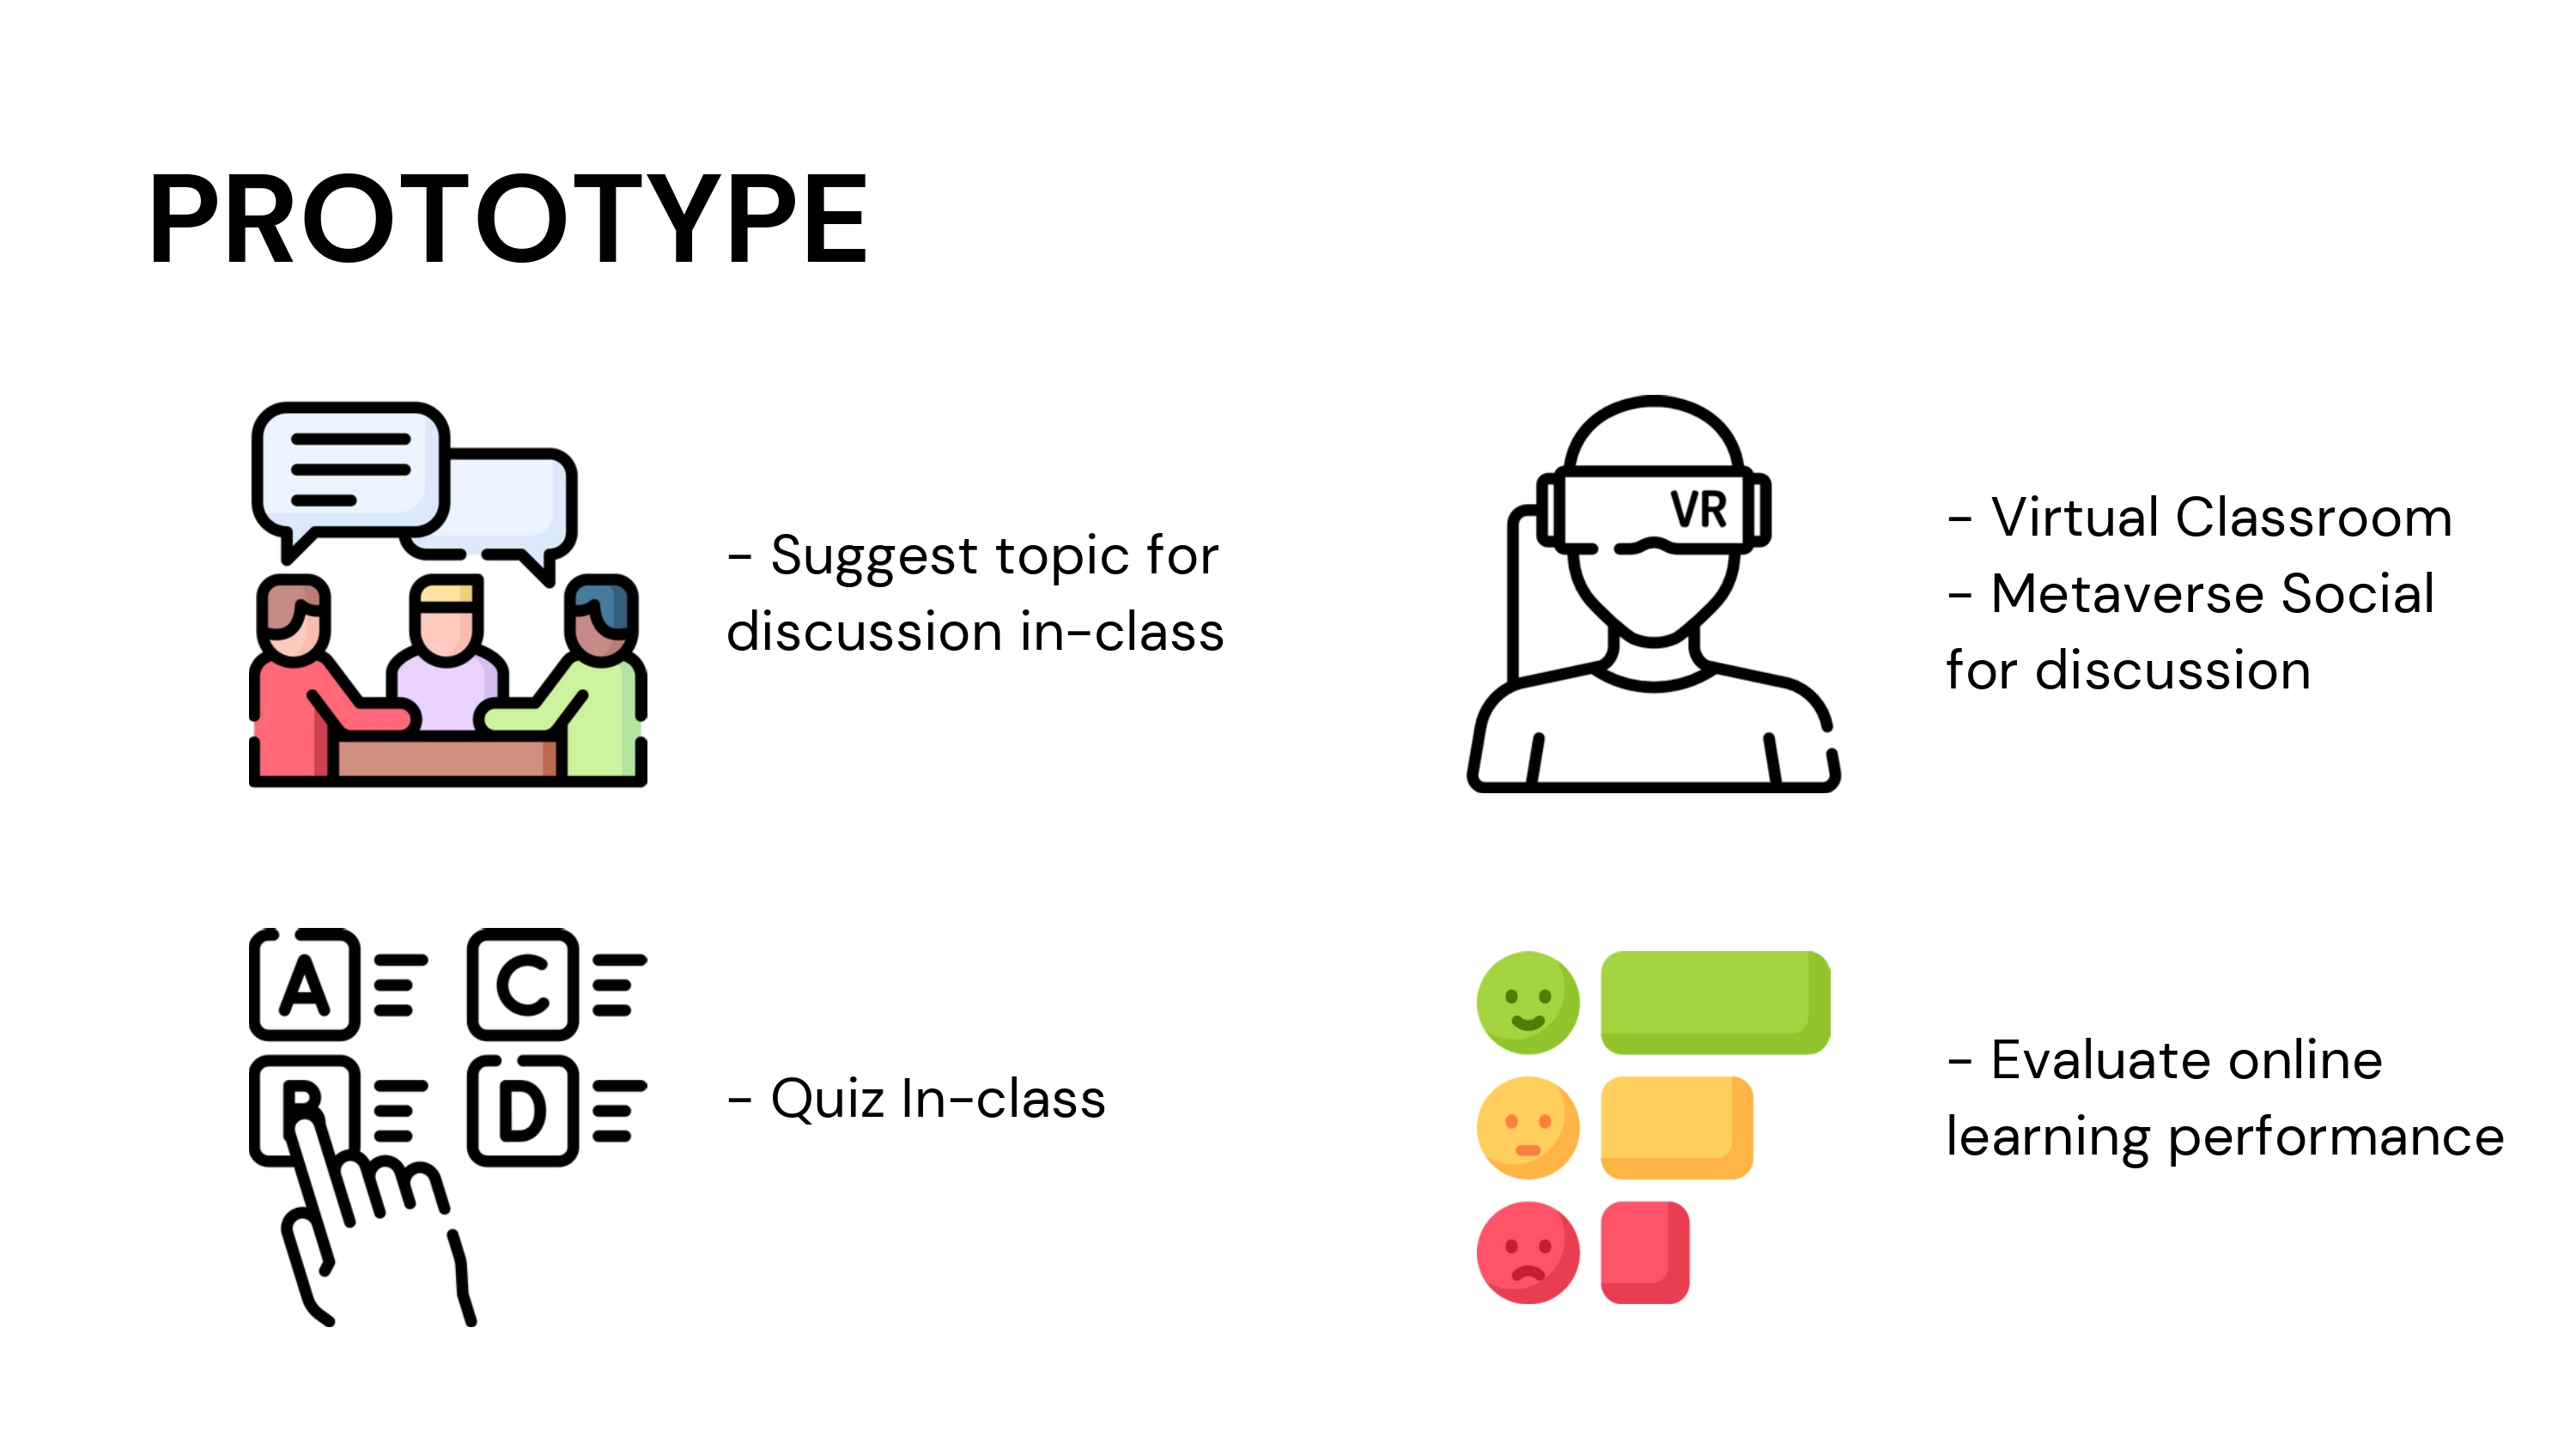 PROTOTYPE
- Suggest topic for
discussion in-class
VR
- Virtual Classroom
- Metaverse Social
for discussion
A
C
B
D
- Quiz In-class
- Evaluate online
learning performance